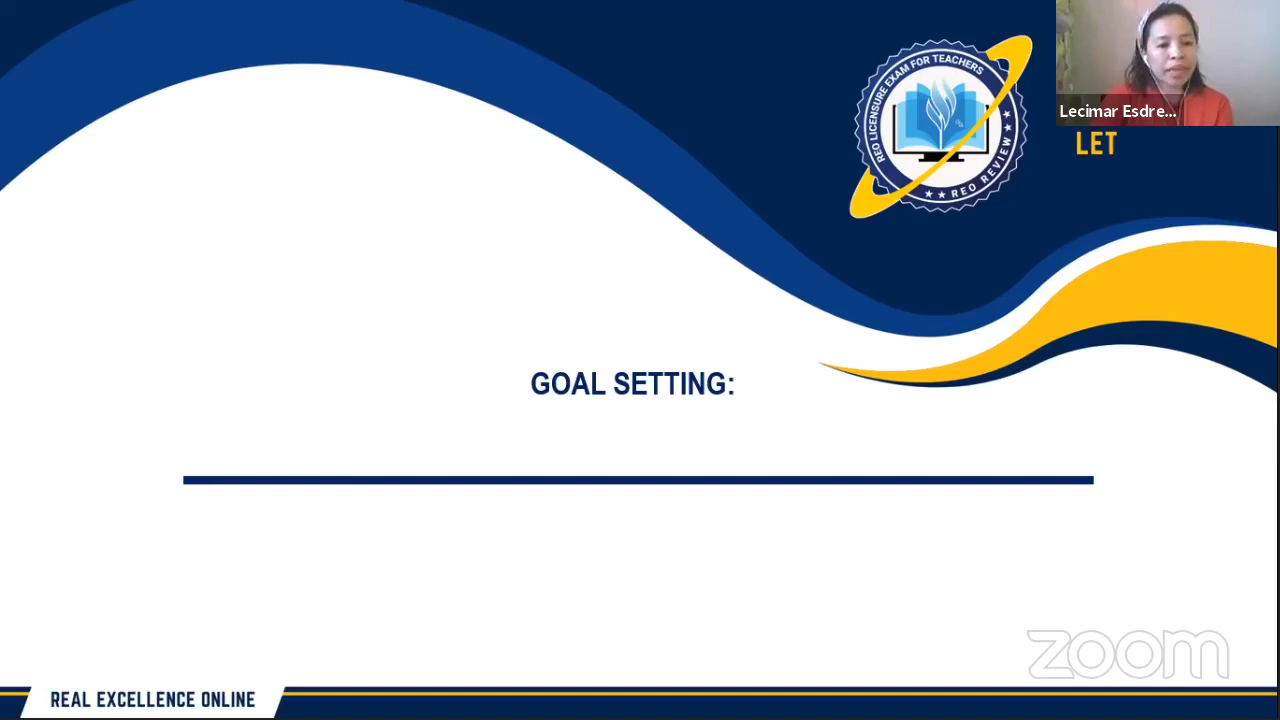 REO LICENSURE EXAM FOR TEACHERS
★ ★ REO REVIEW ★ ★
Lecimar Esdre...
LET
GOAL SETTING:
zoom
REAL EXCELLENCE ONLINE